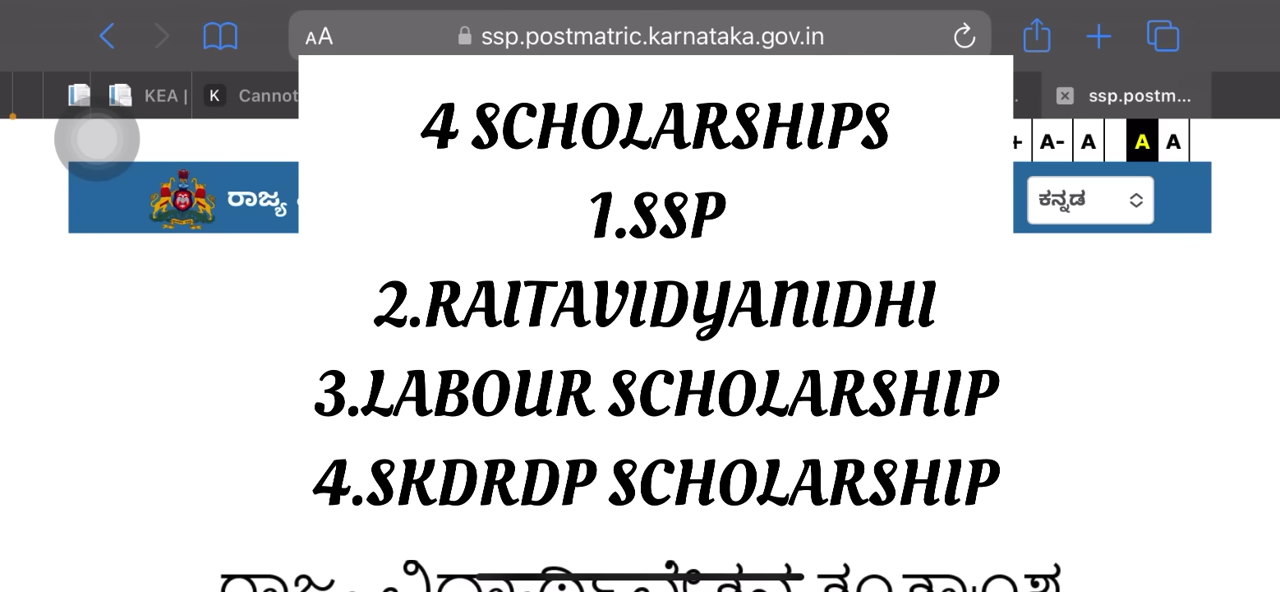 AA ssp.postmatric.karnataka.gov.in
KEA | K Cannot ssp.postm...
+ A- A A A
ರಾಜ್ಯ ಕನ್ನಡ
4 SCHOLARSHIPS
1.SSP
2.RAITAVIDYANIDHI
3.LABOUR SCHOLARSHIP
4.SKDRDP SCHOLARSHIP